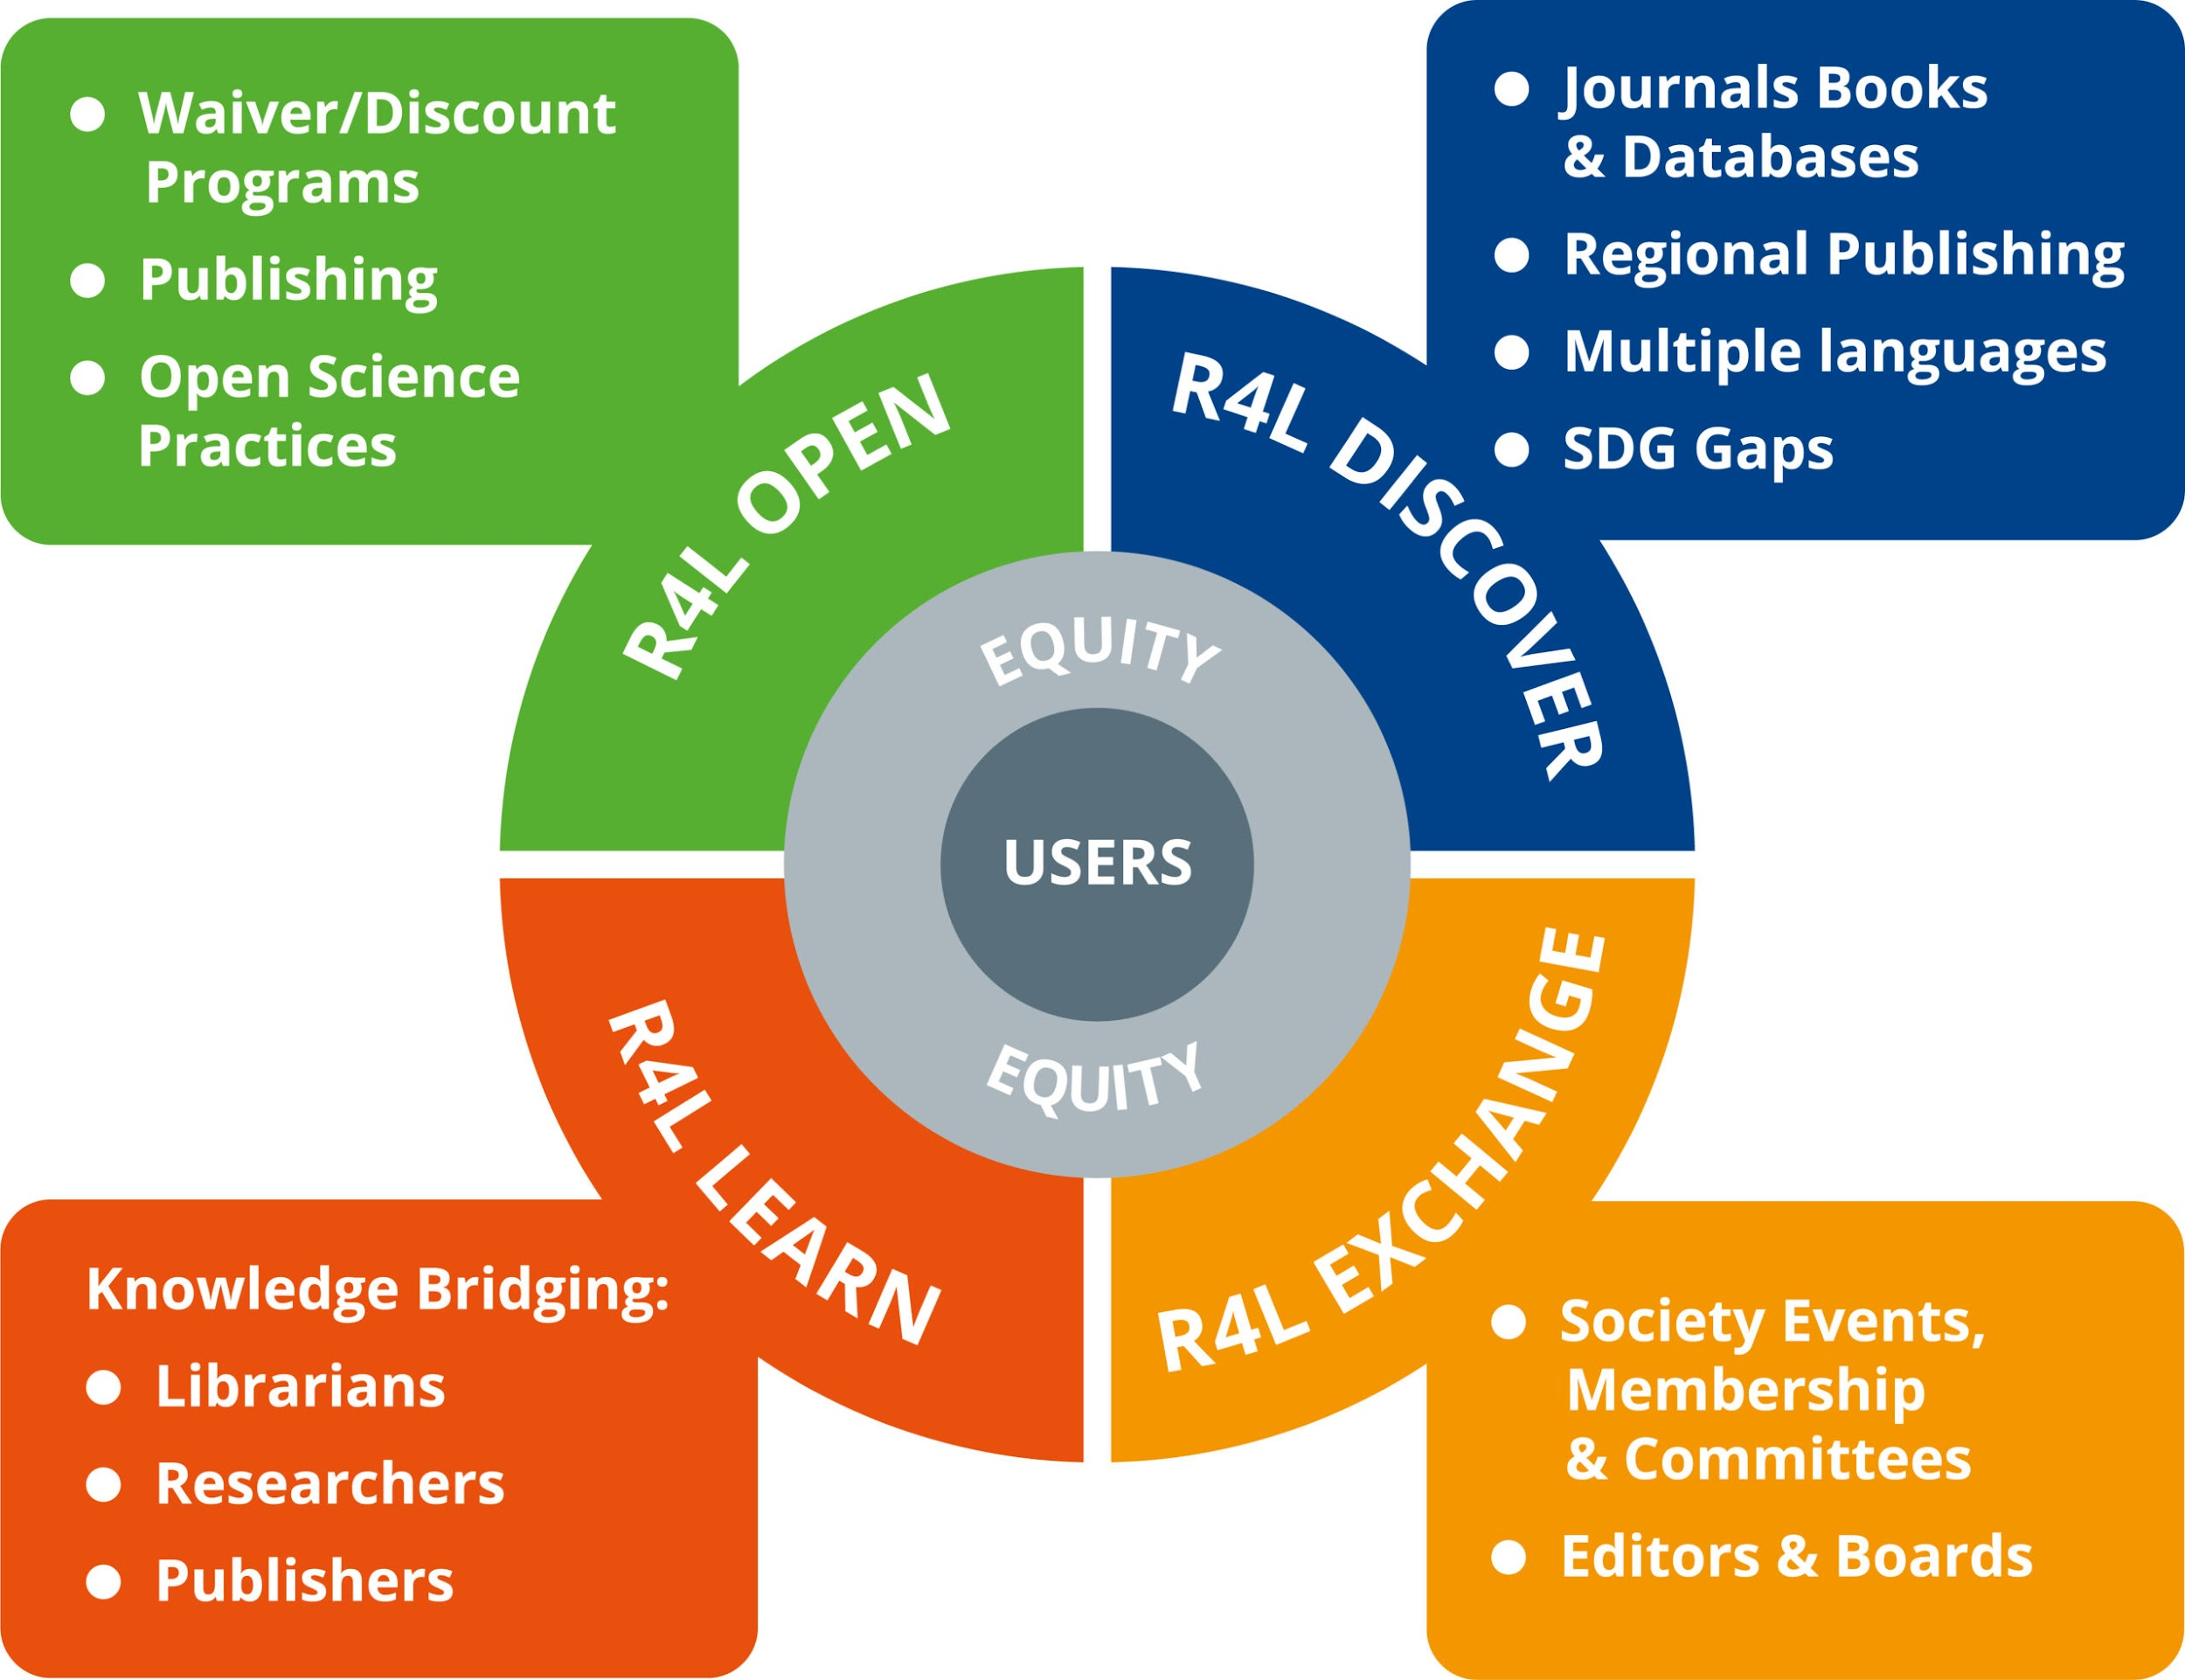 Waiver/Discount
Programs
Publishing
Open Science
Practices
Journals Books
& Databases
Regional Publishing
Multiple languages
SDG Gaps
R4L OPEN
R4L DISCOVER
EQUITY
USERS
EQUITY
R4L LEARN
R4L EXCHANGE
Knowledge Bridging:
Librarians
Researchers
Publishers
Society Events,
Membership
& Committees
Editors & Boards